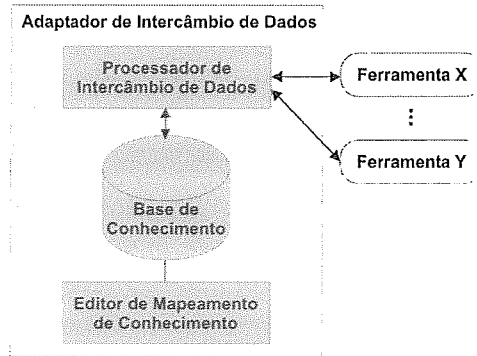 Adaptador de Intercâmbio de Dados
Processador de
Intercâmbio de Dados
Ferramenta X
Ferramenta Y
Base de
Conhecimento
Editor de Mapeamento
de Conhecimento